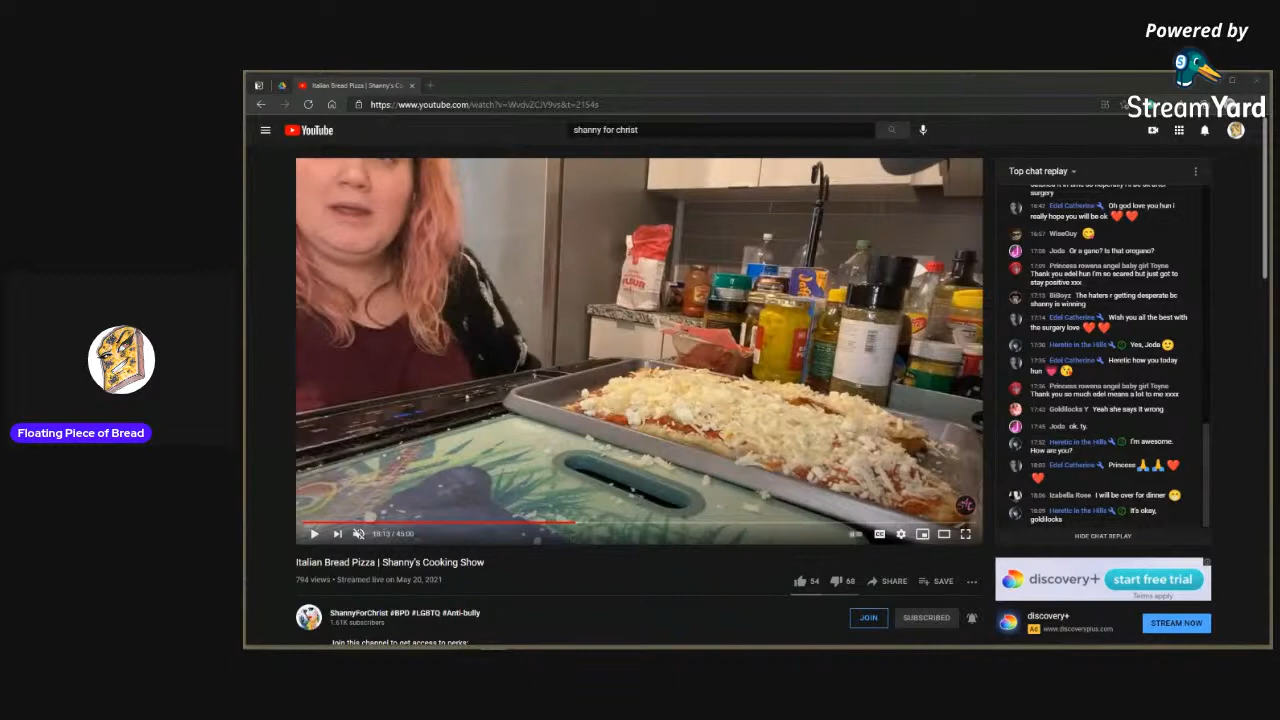 Powered by
StreamYard
Italian Bread Pizza | Shanny's Co
https://www.youtube.com/watch?v=WvdvZCJV9vs&t=2154s
YouTube
shanny for christ
Top chat replay
surgery
16:42 Edel Catherine Oh god love you hun i
really hope you will be ok ❤️ ❤️
16:57 WiseGuy 😋
17:08 Jods Or a gano? Is that orogano?
17:09 Princess rowena angel baby girl Toyne
Thank you edel hun I'm so scared but just got to
stay positive xxx
17:13 BiBoyz The haters r getting desperate bc
shanny is winning
17:14 Edel Catherine Wish you all the best with
the surgery love ❤️ ❤️
17:30 Heretic in the Hills Yes, Jods 🙂
17:35 Edel Catherine Heretic how you today
hun 💗 😘
17:36 Princess rowena angel baby girl Toyne
Thank you so much edel means a lot to me xxxx
17:43 Goldilocks Y Yeah she says it wrong
17:45 Jods ok. ty.
17:52 Heretic in the Hills I'm awesome.
How are you?
18:03 Edel Catherine Princess 🙏 🙏 ❤️
❤️
18:06 Izabella Rose I will be over for dinner 😁
18:09 Heretic in the Hills It's okay,
goldilocks
HIDE CHAT REPLAY
FLOUR
18:13 / 45:00
CC
Floating Piece of Bread
Italian Bread Pizza | Shanny's Cooking Show
794 views • Streamed live on May 20, 2021
54
68
SHARE
SAVE
ShannyForChrist #BPD #LGBTQ #Anti-bully
1.61K subscribers
JOIN
SUBSCRIBED
Join this channel to get access to perks:
discovery+
start free trial
Terms apply
discovery+
Ad www.discoveryplus.com
STREAM NOW